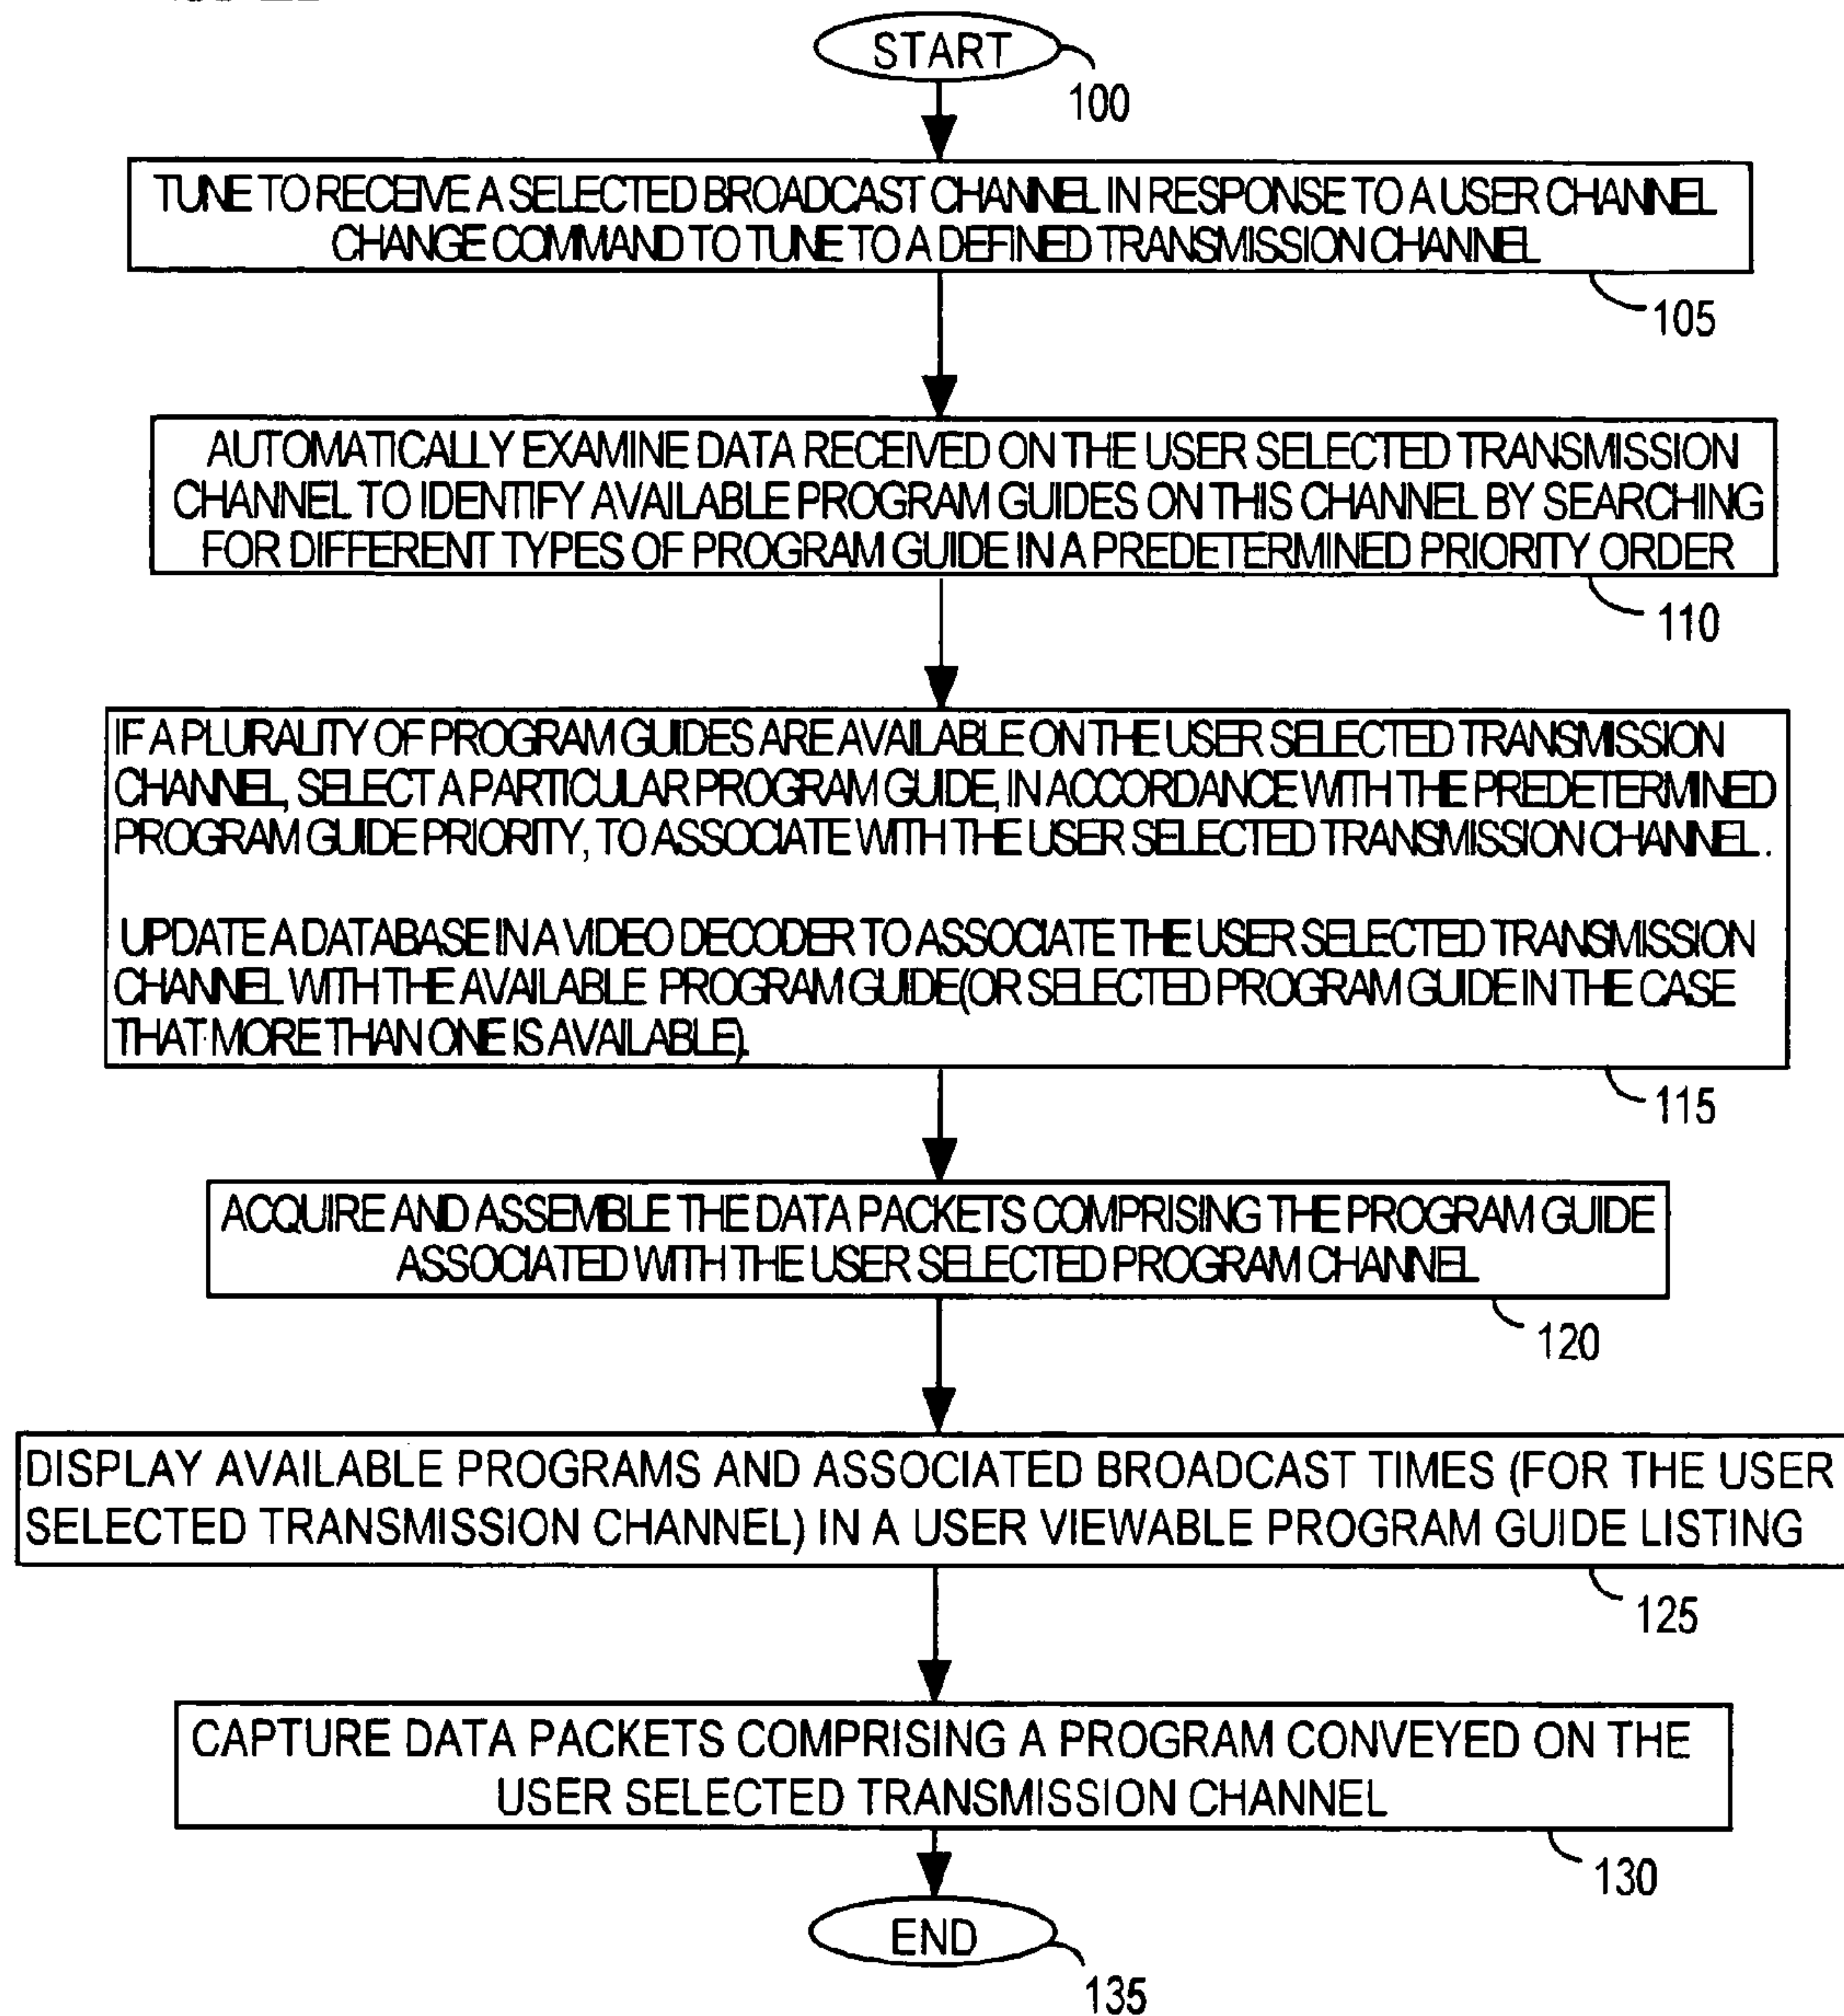 START
100
TUNE TO RECEIVE A SELECTED BROADCAST CHANNEL IN RESPONSE TO A USER CHANNEL
CHANGE COMMAND TO TUNE TO A DEFINED TRANSMISSION CHANNEL
105
AUTOMATICALLY EXAMINE DATA RECEIVED ON THE USER SELECTED TRANSMISSION
CHANNEL TO IDENTIFY AVAILABLE PROGRAM GUIDES ON THIS CHANNEL BY SEARCHING
FOR DIFFERENT TYPES OF PROGRAM GUIDE IN A PREDETERMINED PRIORITY ORDER
110
IF A PLURALITY OF PROGRAM GUIDES ARE AVAILABLE ON THE USER SELECTED TRANSMISSION
CHANNEL, SELECT A PARTICULAR PROGRAM GUIDE, IN ACCORDANCE WITH THE PREDETERMINED
PROGRAM GUIDE PRIORITY, TO ASSOCIATE WITH THE USER SELECTED TRANSMISSION CHANNEL.
UPDATE A DATABASE IN A VIDEO DECODER TO ASSOCIATE THE USER SELECTED TRANSMISSION
CHANNEL WITH THE AVAILABLE PROGRAM GUIDE (OR SELECTED PROGRAM GUIDE IN THE CASE
THAT MORE THAN ONE IS AVAILABLE).
115
ACQUIRE AND ASSEMBLE THE DATA PACKETS COMPRISING THE PROGRAM GUIDE
ASSOCIATED WITH THE USER SELECTED PROGRAM CHANNEL
120
DISPLAY AVAILABLE PROGRAMS AND ASSOCIATED BROADCAST TIMES (FOR THE USER
SELECTED TRANSMISSION CHANNEL) IN A USER VIEWABLE PROGRAM GUIDE LISTING
125
CAPTURE DATA PACKETS COMPRISING A PROGRAM CONVEYED ON THE
USER SELECTED TRANSMISSION CHANNEL
130
END
135